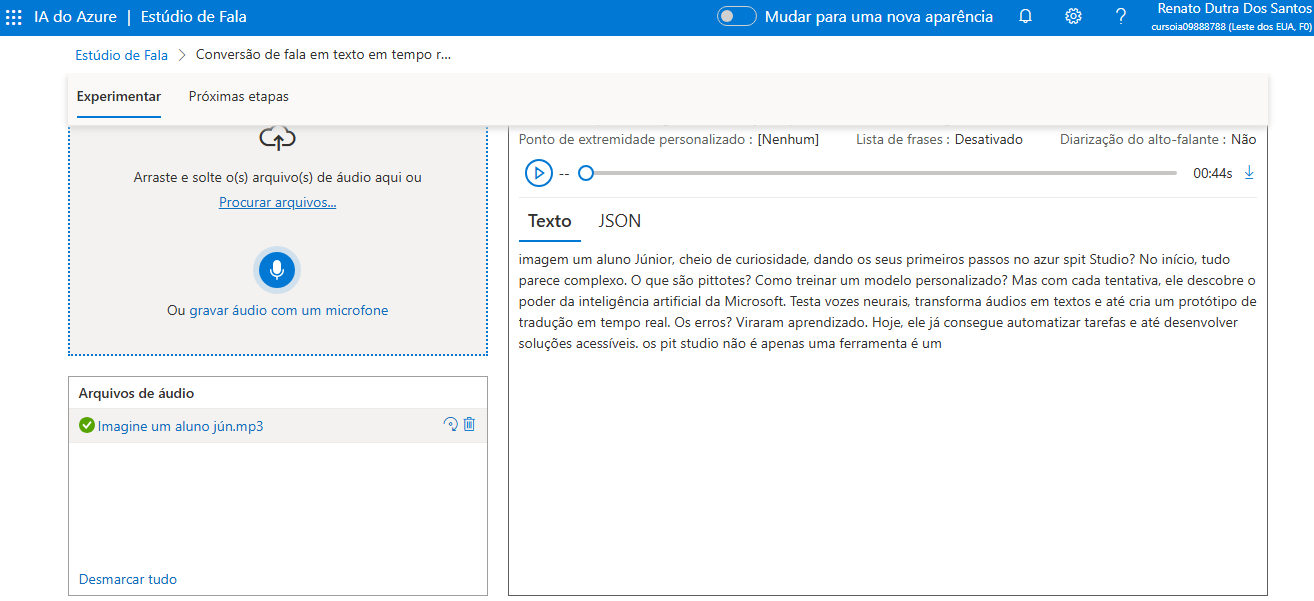 IA do Azure | Estúdio de Fala
Mudar para uma nova aparência
?
Renato Dutra Dos Santos
cursoia09888788 (Leste dos EUA, F0)
Estúdio de Fala > Conversão de fala em texto em tempo r...
Experimentar Próximas etapas
Arraste e solte o(s) arquivo(s) de áudio aqui ou
Procurar arquivos...
Ou gravar áudio com um microfone
Arquivos de áudio
Imagine um aluno jún.mp3
Desmarcar tudo
Ponto de extremidade personalizado : [Nenhum] Lista de frases : Desativado Diarização do alto-falante : Não
-- 00:44s
Texto JSON
imagem um aluno Júnior, cheio de curiosidade, dando os seus primeiros passos no azur spit Studio? No início, tudo
parece complexo. O que são pittotes? Como treinar um modelo personalizado? Mas com cada tentativa, ele descobre o
poder da inteligência artificial da Microsoft. Testa vozes neurais, transforma áudios em textos e até cria um protótipo de
tradução em tempo real. Os erros? Viraram aprendizado. Hoje, ele já consegue automatizar tarefas e até desenvolver
soluções acessíveis. os pit studio não é apenas uma ferramenta é um